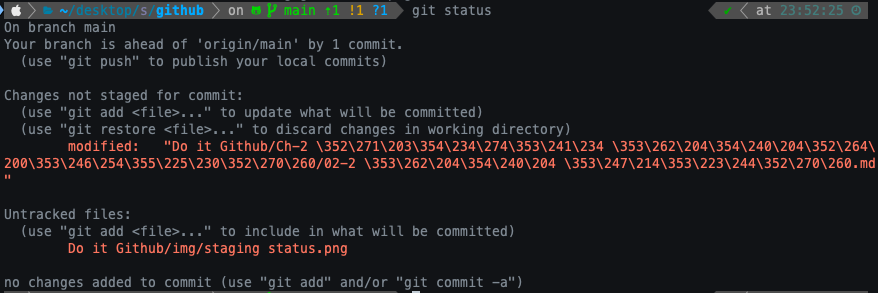 ~/desktop/s/github on main ⇡1 !1 ?1 git status ✔ at 23:52:25
On branch main
Your branch is ahead of 'origin/main' by 1 commit.
(use "git push" to publish your local commits)
Changes not staged for commit:
(use "git add <file>..." to update what will be committed)
(use "git restore <file>..." to discard changes in working directory)
modified: "Do it Github/Ch-2 \352\271\203\354\234\274\353\241\234 \353\262\204\354\240\204\352\264\
200\353\246\254\355\225\230\352\270\260/02-2 \353\262\204\354\240\204 \353\247\214\353\223\244\352\270\260.md
"
Untracked files:
(use "git add <file>..." to include in what will be committed)
Do it Github/img/staging status.png
no changes added to commit (use "git add" and/or "git commit -a")